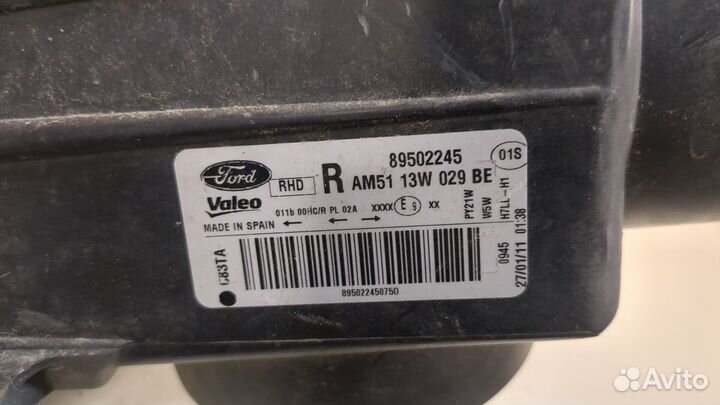 89502245
01S
Ford
RHD
R AM51 13W 029 BE
Valeo
011b 00HC/R PL 02A XXXX E9 XX
MADE IN SPAIN
PY21W
W5W
H7LL-H1
C83TA
895022450750
0945
27/01/11 01:38
Avito